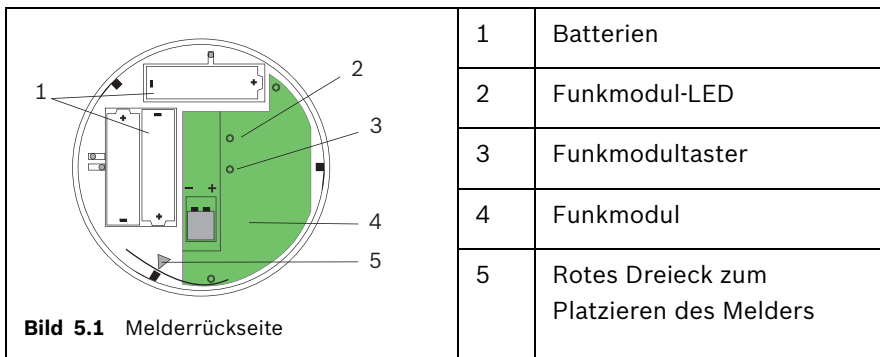 1
2
3
4
5
Bild 5.1 Melderrückseite
1 Batterien
2 Funkmodul-LED
3 Funkmodultaster
4 Funkmodul
5 Rotes Dreieck zum
Platzieren des Melders